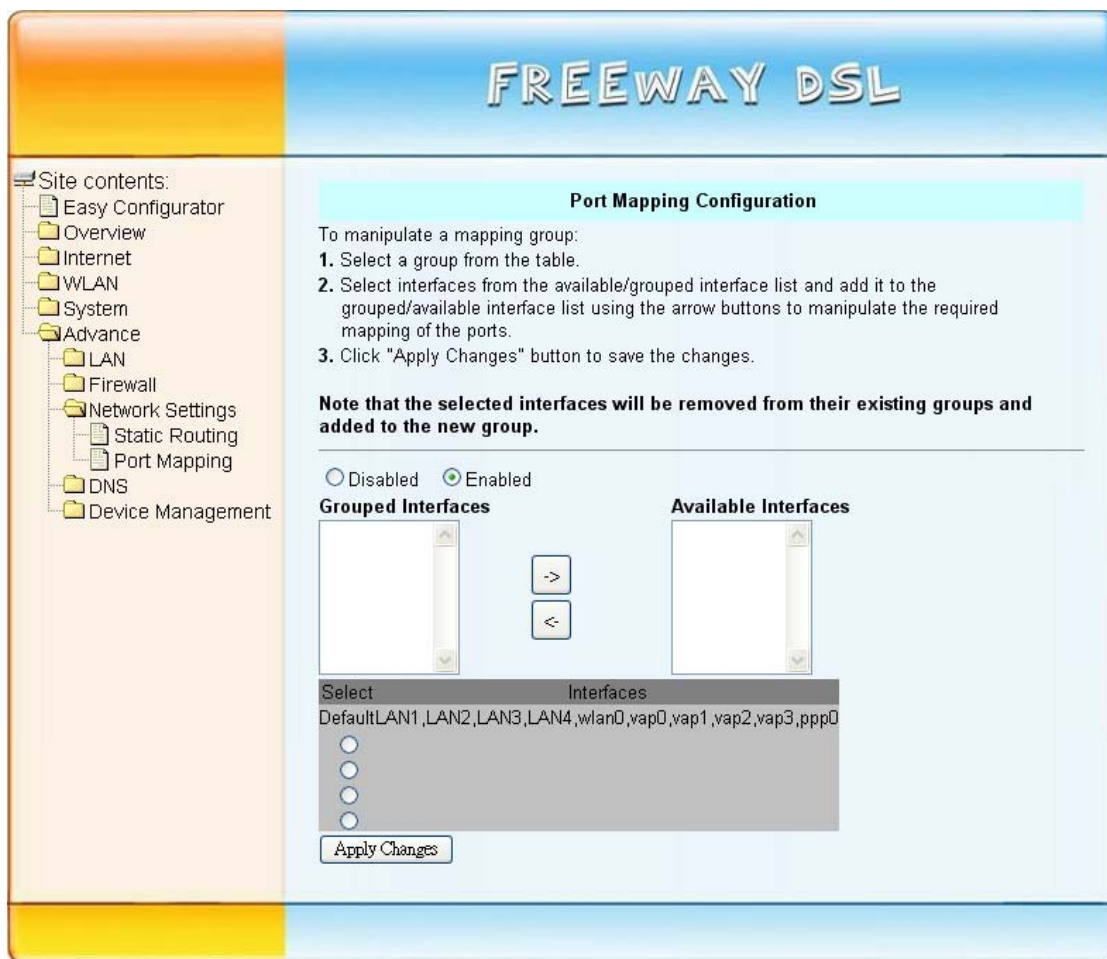 FREEWAY DSL
Site contents:
Easy Configurator
Overview
Internet
WLAN
System
Advance
LAN
Firewall
Network Settings
Static Routing
Port Mapping
DNS
Device Management
Port Mapping Configuration
To manipulate a mapping group:
1. Select a group from the table.
2. Select interfaces from the available/grouped interface list and add it to the
grouped/available interface list using the arrow buttons to manipulate the required
mapping of the ports.
3. Click "Apply Changes" button to save the changes.
Note that the selected interfaces will be removed from their existing groups and
added to the new group.
Disabled Enabled
Grouped Interfaces Available Interfaces
->
<-
Select Interfaces
DefaultLAN1,LAN2,LAN3,LAN4,wlan0,vap0,vap1,vap2,vap3,ppp0
Apply Changes